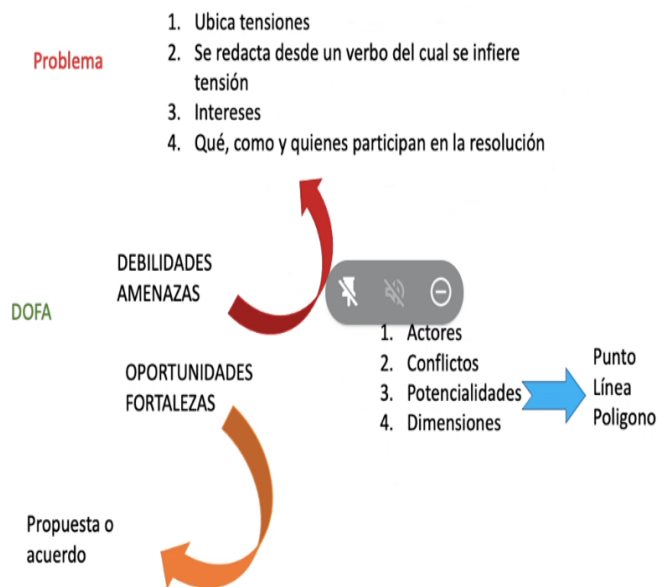 Problema
1. Ubica tensiones
2. Se redacta desde un verbo del cual se infiere
tensión
3. Intereses
4. Qué, como y quienes participan en la resolución
DEBILIDADES
AMENAZAS
DOFA
OPORTUNIDADES
FORTALEZAS
1. Actores
2. Conflictos
3. Potencialidades
4. Dimensiones
Punto
Línea
Poligono
Propuesta o
acuerdo